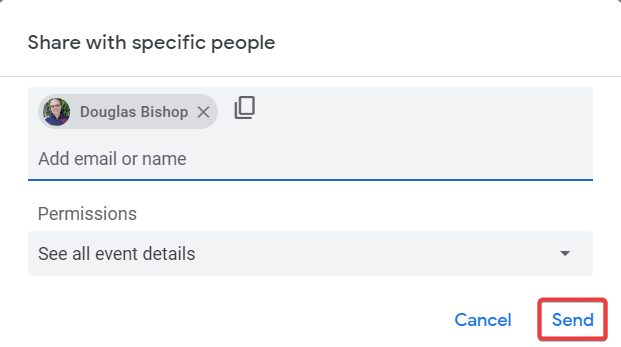 Share with specific people
Douglas Bishop
Add email or name
Permissions
See all event details
Cancel Send